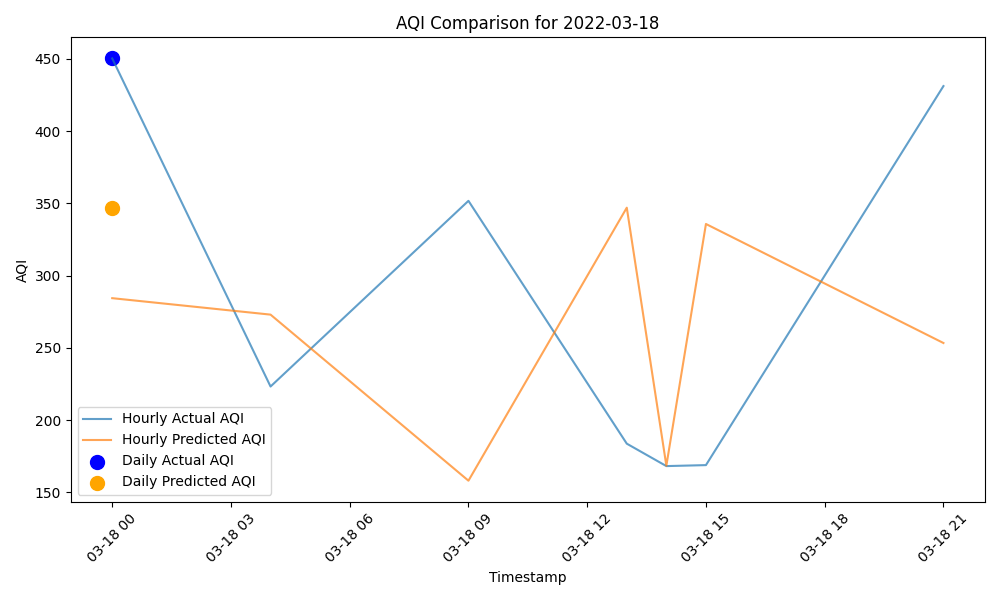 AQI Comparison for 2022-03-18
AQI
450
400
350
300
250
200
150
Hourly Actual AQI
Hourly Predicted AQI
Daily Actual AQI
Daily Predicted AQI
03-18 00
03-18 03
03-18 06
03-18 09
03-18 12
03-18 15
03-18 18
03-18 21
Timestamp